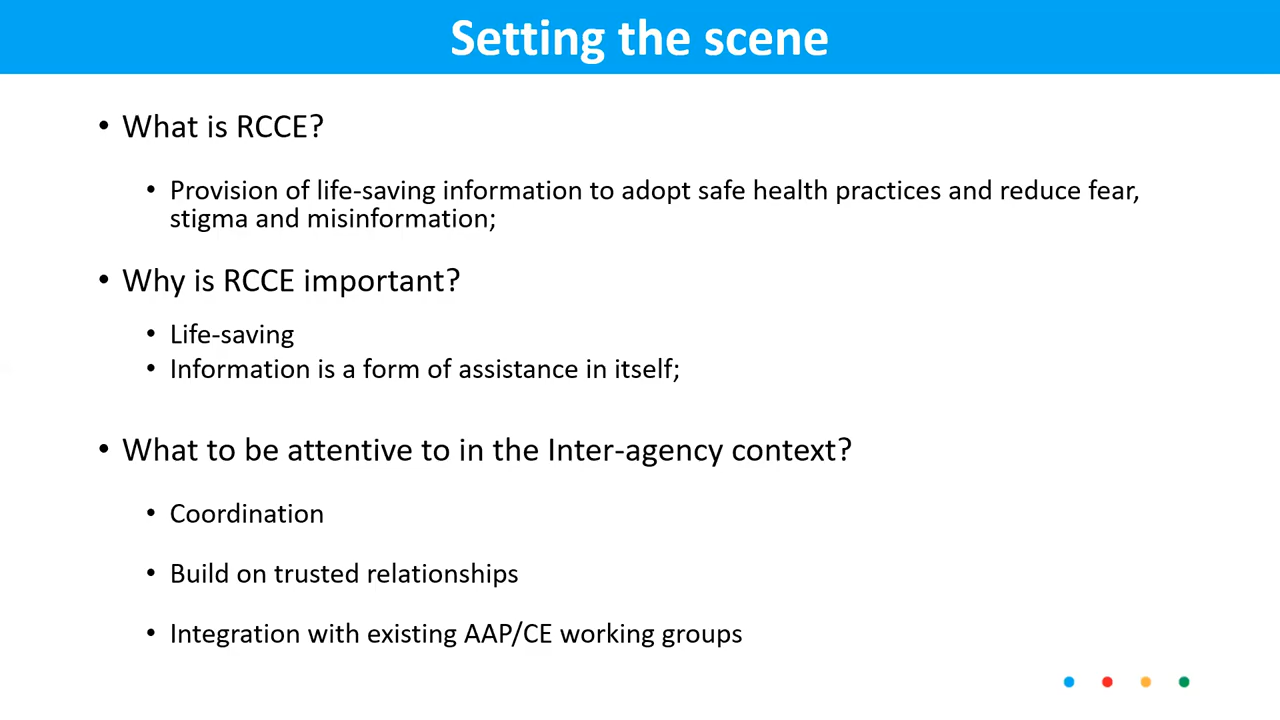 Setting the scene
• What is RCCE?
• Provision of life-saving information to adopt safe health practices and reduce fear,
stigma and misinformation;
• Why is RCCE important?
• Life-saving
• Information is a form of assistance in itself;
• What to be attentive to in the Inter-agency context?
• Coordination
• Build on trusted relationships
• Integration with existing AAP/CE working groups